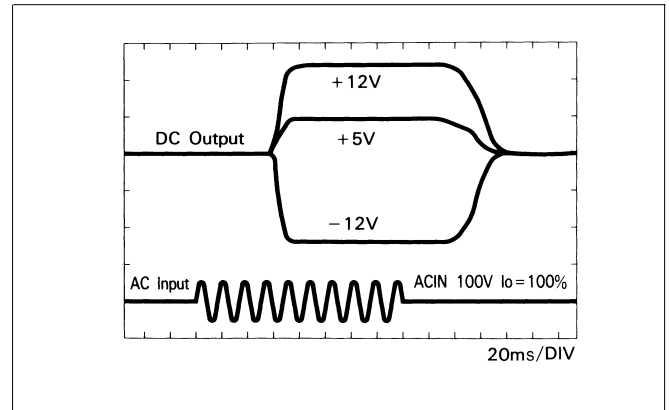 +12V
DC Output
+5V
−12V
AC Input
ACIN 100V Io=100%
20ms/DIV